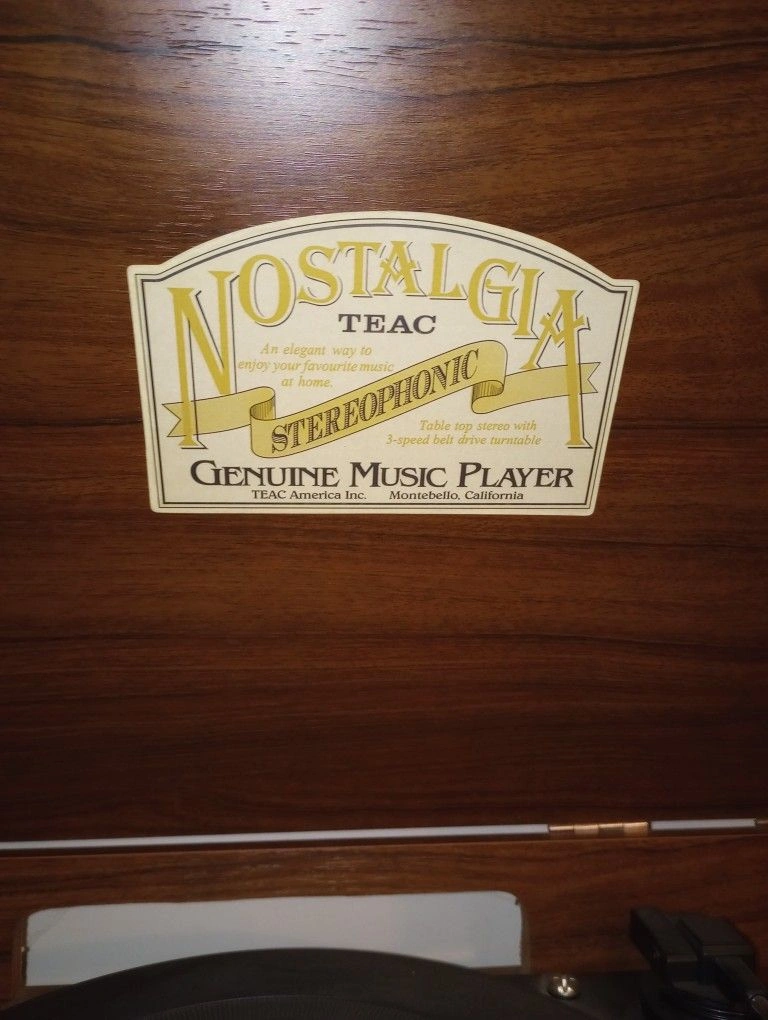 NOSTALGIA
TEAC
An elegant way to
enjoy your favourite music
at home.
STEREOPHONIC
Table top stereo with
3-speed belt drive turntable
GENUINE MUSIC PLAYER
TEAC America Inc. Montebello, California